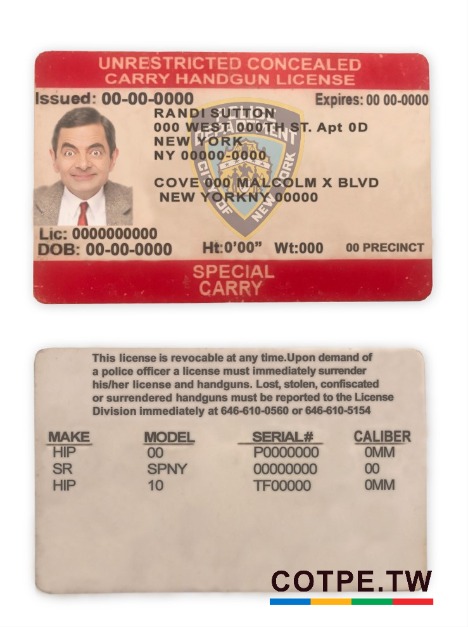 UNRESTRICTED CONCEALED
CARRY HANDGUN LICENSE
Issued: 00-00-0000
Expires: 00 00-0000
RANDI SUTTON
000 WEST 000TH ST. Apt 0D
NEW YORK
NY 00000-0000
COVE 000 MALCOLM X BLVD
NEW YORKNY 00000
POLICE
DEPARTMENT
CITY OF NEW YORK
Lic: 0000000000
DOB: 00-00-0000
Ht:0'00" Wt:000
00 PRECINCT
SPECIAL
CARRY
This license is revocable at any time.Upon demand of
a police officer a license must immediately surrender
his/her license and handguns. Lost, stolen, confiscated
or surrendered handguns must be reported to the License
Division immediately at 646-610-0560 or 646-610-5154
MAKE MODEL SERIAL# CALIBER
HIP 00 P0000000 0MM
SR SPNY 00000000 00
HIP 10 TF00000 0MM
COTPE.TW